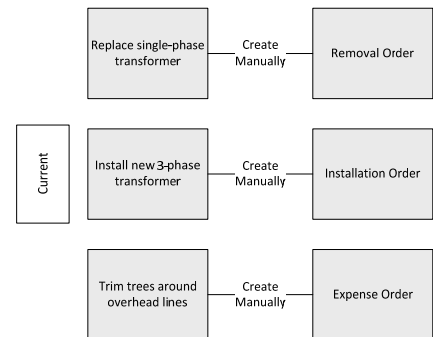 Replace single-phase
transformer
Create
Manually
Removal Order
Current
Install new 3-phase
transformer
Create
Manually
Installation Order
Trim trees around
overhead lines
Create
Manually
Expense Order